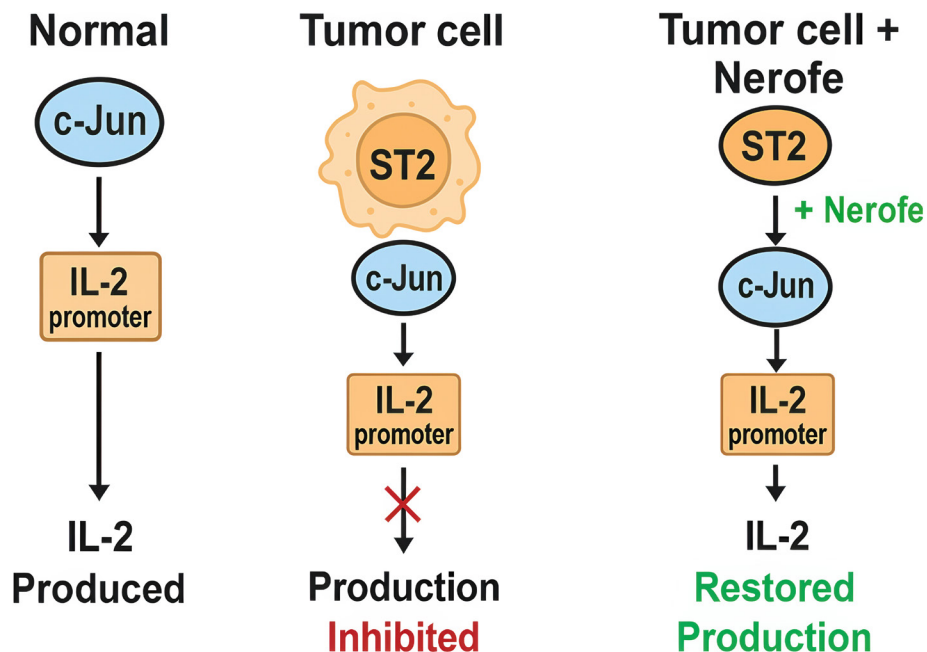 Normal
c-Jun
IL-2
promoter
IL-2
Produced
Tumor cell
ST2
c-Jun
IL-2
promoter
Production
Inhibited
Tumor cell +
Nerofe
ST2
+ Nerofe
c-Jun
IL-2
promoter
IL-2
Restored
Production